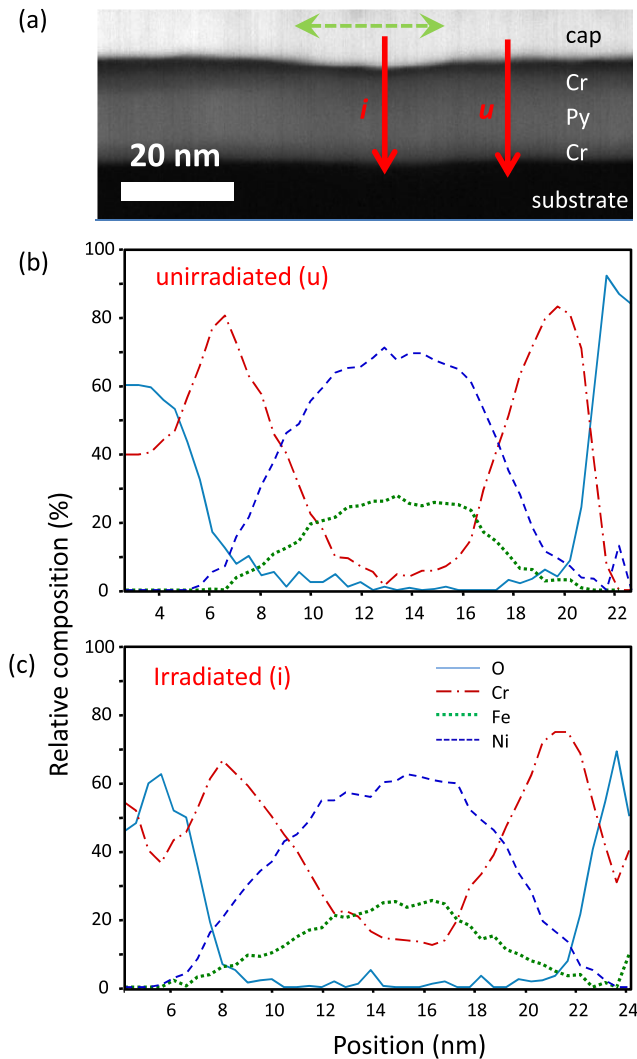 (a)
cap
Cr
i
u
Py
Cr
20 nm
substrate
(b)
unirradiated (u)
100
80
60
40
20
0
4 6 8 10 12 14 16 18 20 22
Relative composition (%)
(c)
Irradiated (i)
O
Cr
Fe
Ni
100
80
60
40
20
0
6 8 10 12 14 16 18 20 22 24
Position (nm)